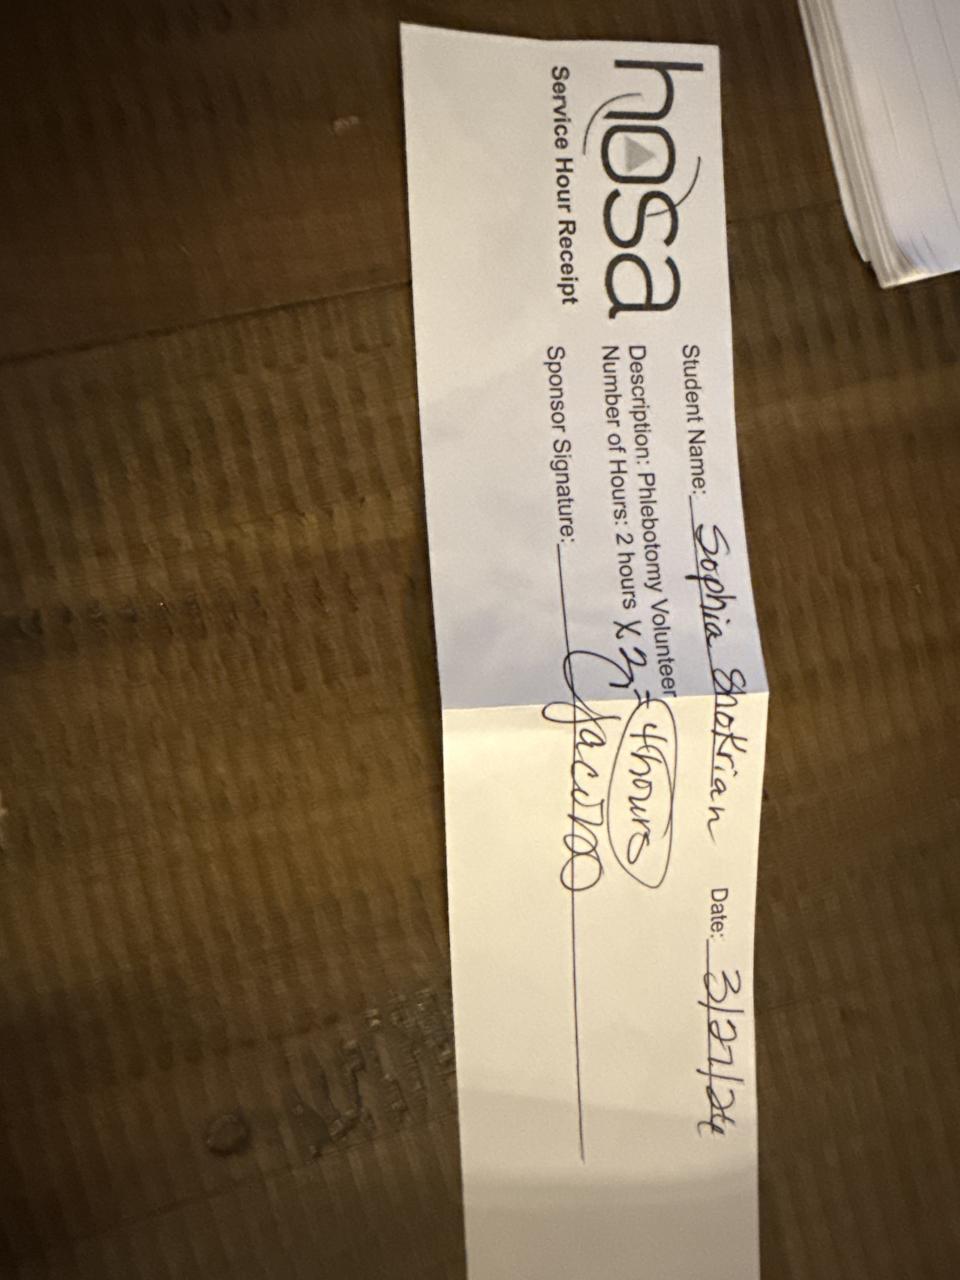 hosa
Service Hour Receipt
Student Name: Sophia Shokrian Date: 3/27/24
Description: Phlebotomy Volunteer
Number of Hours: 2 hours x 2 = 4 hours
Sponsor Signature: